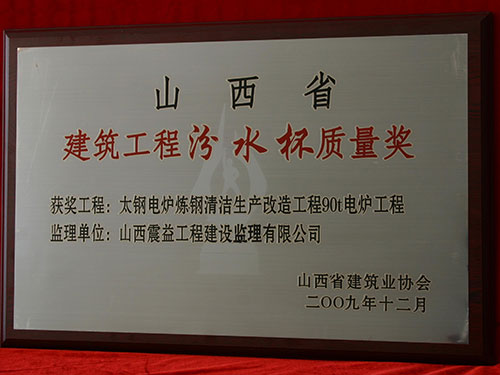 山西省
建筑工程汾水杯质量奖
获奖工程：太钢电炉炼钢清洁生产改造工程90t电炉工程
监理单位：山西震益工程建设监理有限公司
山西省建筑业协会
二〇〇九年十二月